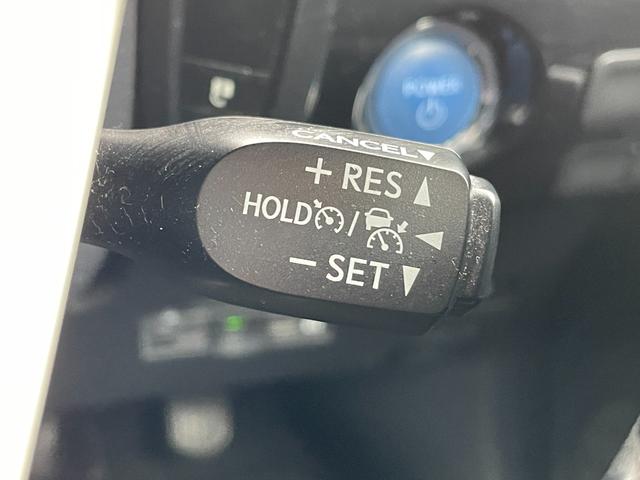 POWER
CANCEL▼
+ RES ▲
HOLD / ◀
− SET ▼